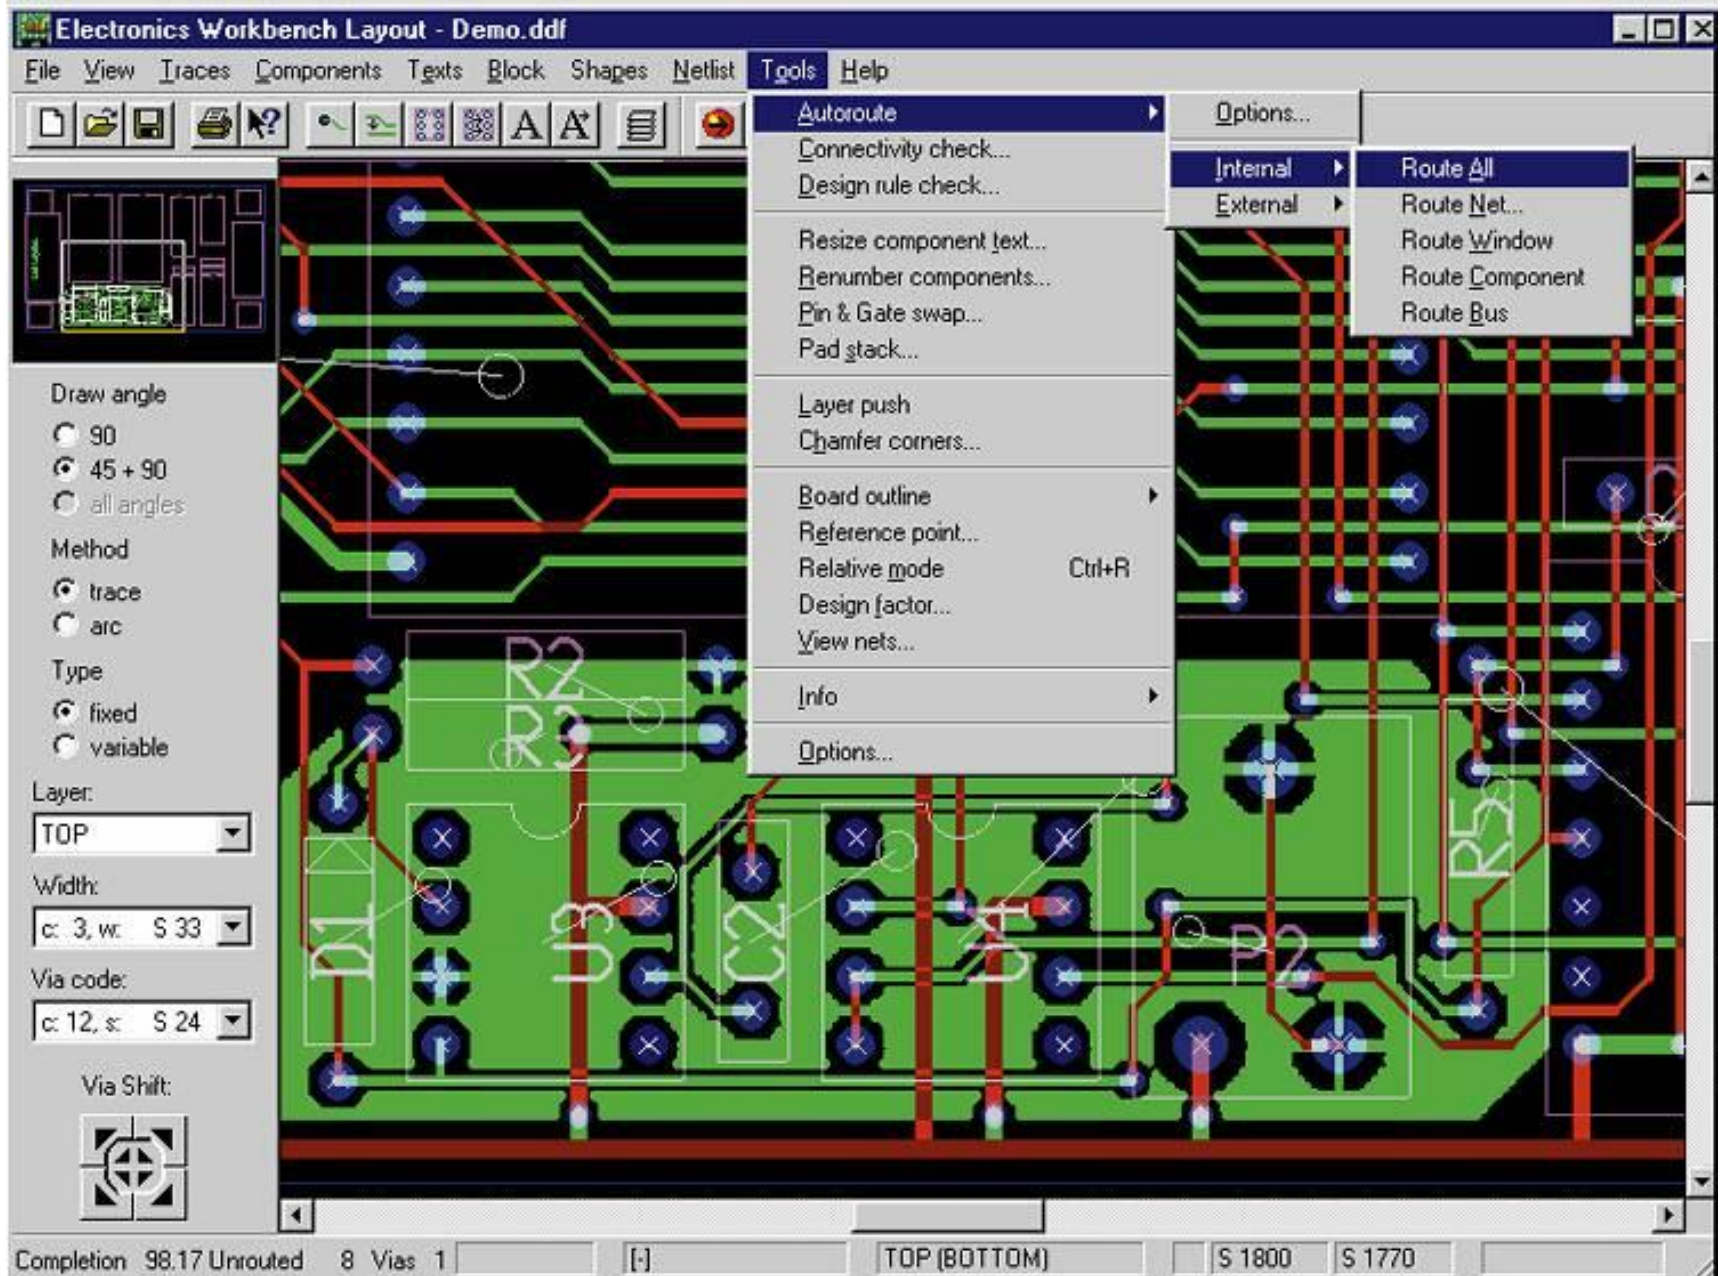 Electronics Workbench Layout - Demo.ddf
File View Traces Components Texts Block Shapes Netlist Tools Help
A A
Autoroute
Connectivity check...
Design rule check...
Resize component text...
Renumber components...
Pin & Gate swap...
Pad stack...
Layer push
Chamfer corners...
Board outline
Reference point...
Relative mode Ctrl+R
Design factor...
View nets...
Info
Options...
Options...
Internal
External
Route All
Route Net...
Route Window
Route Component
Route Bus
Draw angle
90
45 + 90
all angles
Method
trace
arc
Type
fixed
variable
Layer:
TOP
Width:
c: 3, w: S 33
Via code:
c: 12, s: S 24
Via Shift:
R2
R3
D1
U3
C2
U4
P2
R5
Completion 98.17 Unrouted 8 Vias 1 [-] TOP (BOTTOM) S 1800 S 1770